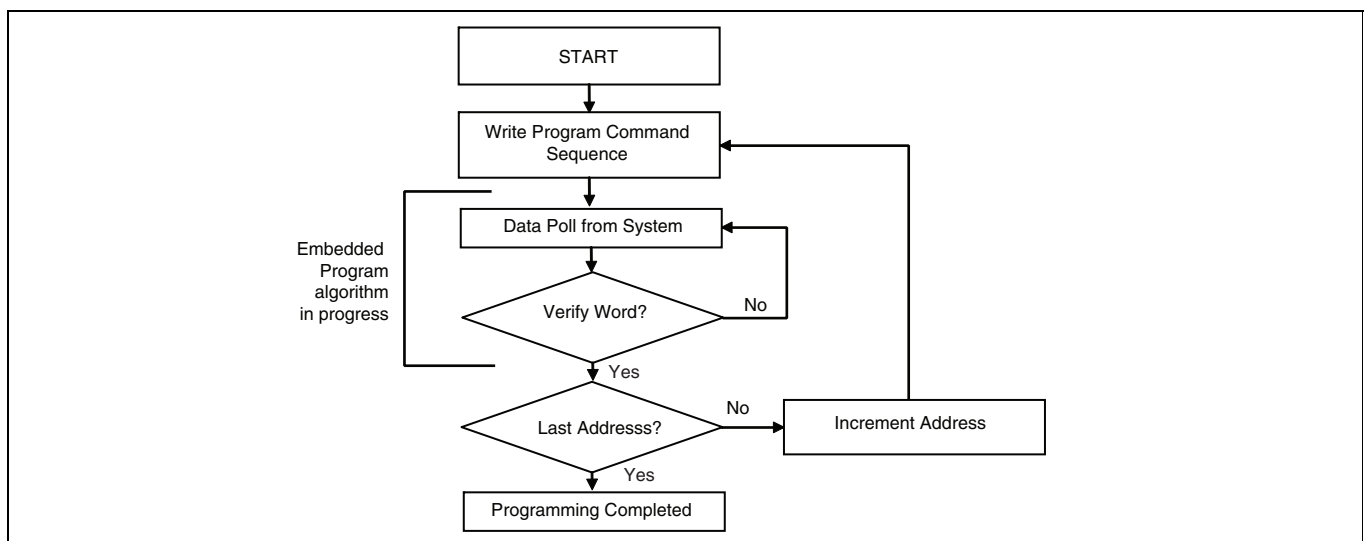 START
Write Program Command
Sequence
Data Poll from System
Embedded
Program
algorithm
in progress
Verify Word?
No
Yes
Last Addresss?
No
Increment Address
Yes
Programming Completed